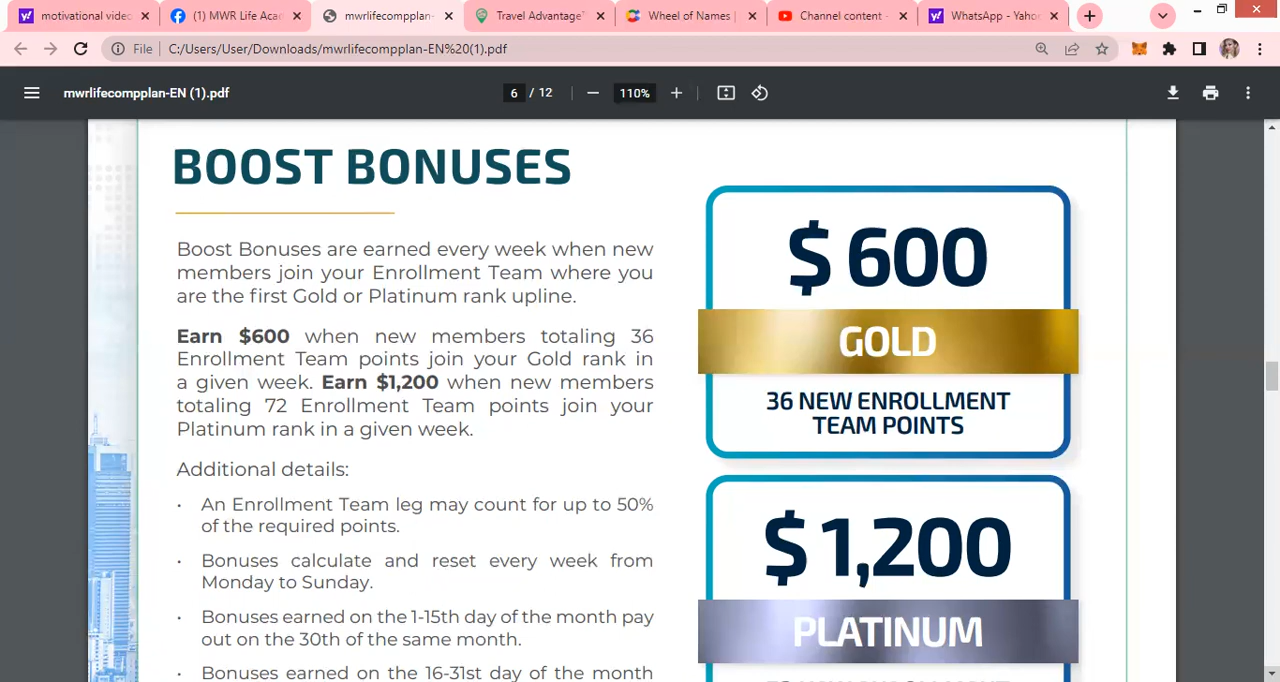 motivational video
(1) MWR Life Aca
mwrlifecompplan-
Travel Advantage™
Wheel of Names |
Channel content -
WhatsApp - Yaho
File | C:/Users/User/Downloads/mwrlifecompplan-EN%20(1).pdf
mwrlifecompplan-EN (1).pdf
6 / 12
110%
BOOST BONUSES
Boost Bonuses are earned every week when new
members join your Enrollment Team where you
are the first Gold or Platinum rank upline.
Earn $600 when new members totaling 36
Enrollment Team points join your Gold rank in
a given week. Earn $1,200 when new members
totaling 72 Enrollment Team points join your
Platinum rank in a given week.
Additional details:
• An Enrollment Team leg may count for up to 50%
of the required points.
• Bonuses calculate and reset every week from
Monday to Sunday.
• Bonuses earned on the 1-15th day of the month pay
out on the 30th of the same month.
• Bonuses earned on the 16-31st day of the month
$ 600
GOLD
36 NEW ENROLLMENT
TEAM POINTS
$1,200
PLATINUM